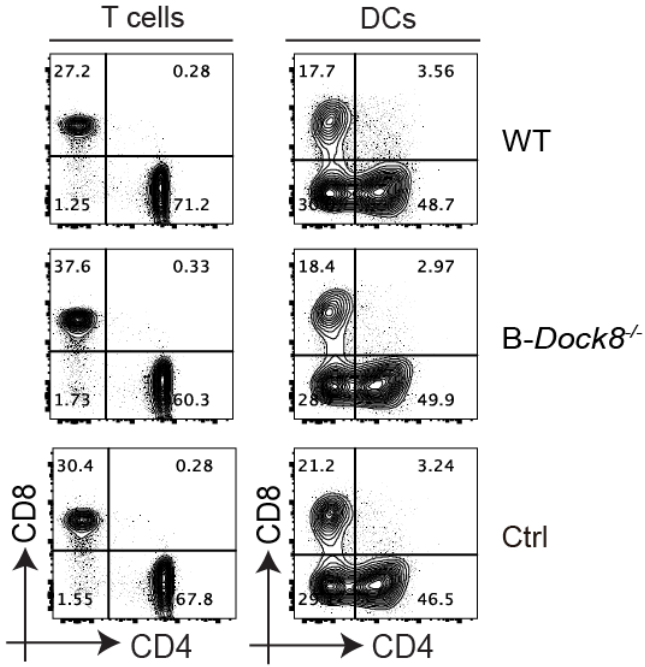 T cells DCs
27.2 0.28 17.7 3.56
WT
1.25 71.2 48.7
37.6 0.33 18.4 2.97
B-Dock8-/-
1.73 60.3 49.9
30.4 0.28 21.2 3.24
CD8 CD8 Ctrl
1.55 67.8 46.5
CD4 CD4